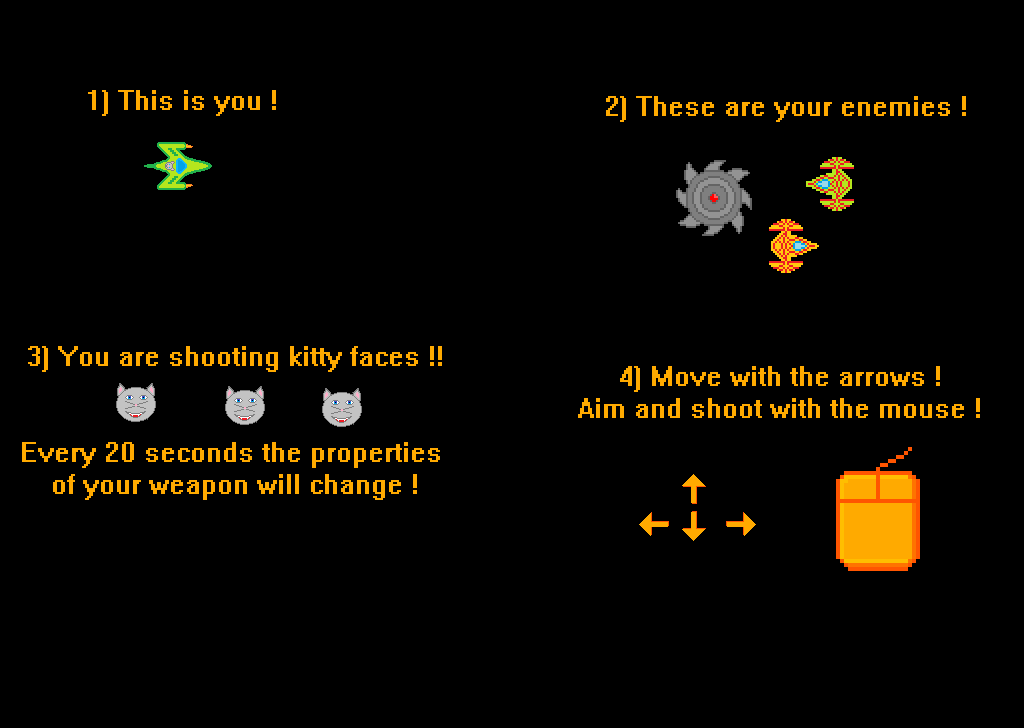 1) This is you !
2) These are your enemies !
3) You are shooting kitty faces !!
Every 20 seconds the properties
of your weapon will change !
4) Move with the arrows !
Aim and shoot with the mouse !